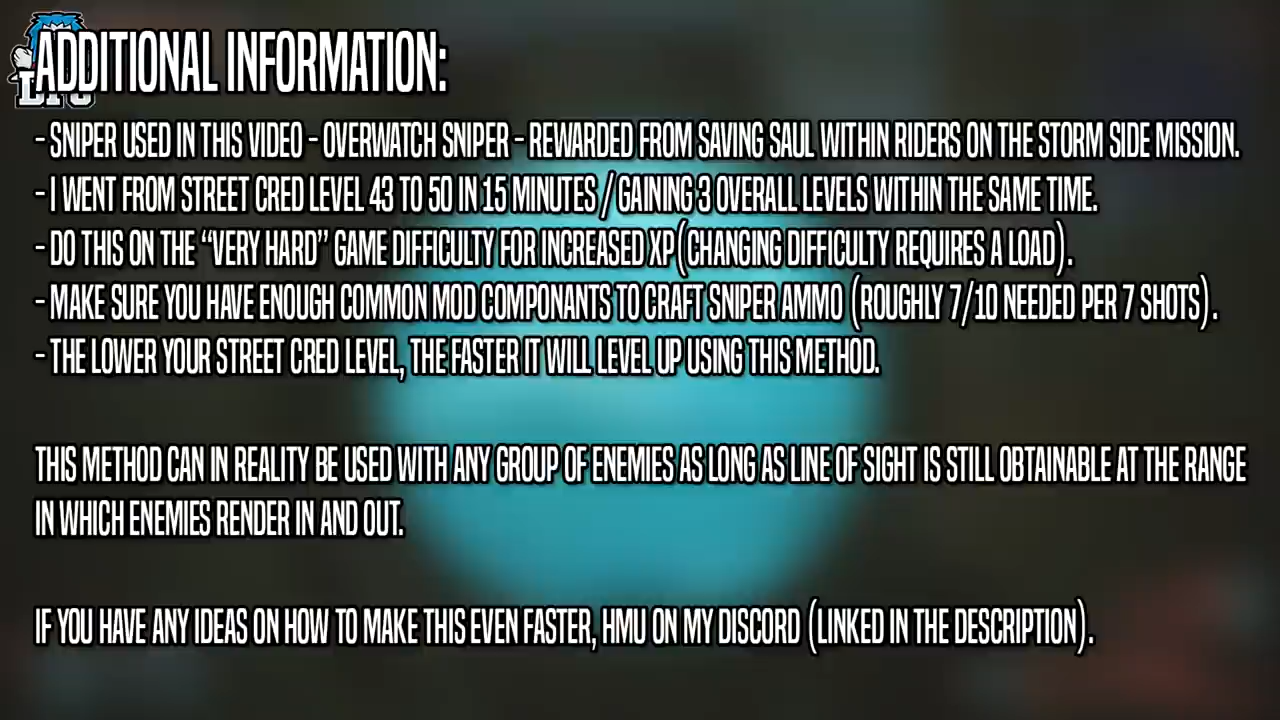 ADDITIONAL INFORMATION:
- SNIPER USED IN THIS VIDEO - OVERWATCH SNIPER - REWARDED FROM SAVING SAUL WITHIN RIDERS ON THE STORM SIDE MISSION.
- I WENT FROM STREET CRED LEVEL 43 TO 50 IN 15 MINUTES / GAINING 3 OVERALL LEVELS WITHIN THE SAME TIME.
- DO THIS ON THE “VERY HARD” GAME DIFFICULTY FOR INCREASED XP (CHANGING DIFFICULTY REQUIRES A LOAD).
- MAKE SURE YOU HAVE ENOUGH COMMON MOD COMPONANTS TO CRAFT SNIPER AMMO (ROUGHLY 7/10 NEEDED PER 7 SHOTS).
- THE LOWER YOUR STREET CRED LEVEL, THE FASTER IT WILL LEVEL UP USING THIS METHOD.
THIS METHOD CAN IN REALITY BE USED WITH ANY GROUP OF ENEMIES AS LONG AS LINE OF SIGHT IS STILL OBTAINABLE AT THE RANGE
IN WHICH ENEMIES RENDER IN AND OUT.
IF YOU HAVE ANY IDEAS ON HOW TO MAKE THIS EVEN FASTER, HMU ON MY DISCORD (LINKED IN THE DESCRIPTION).